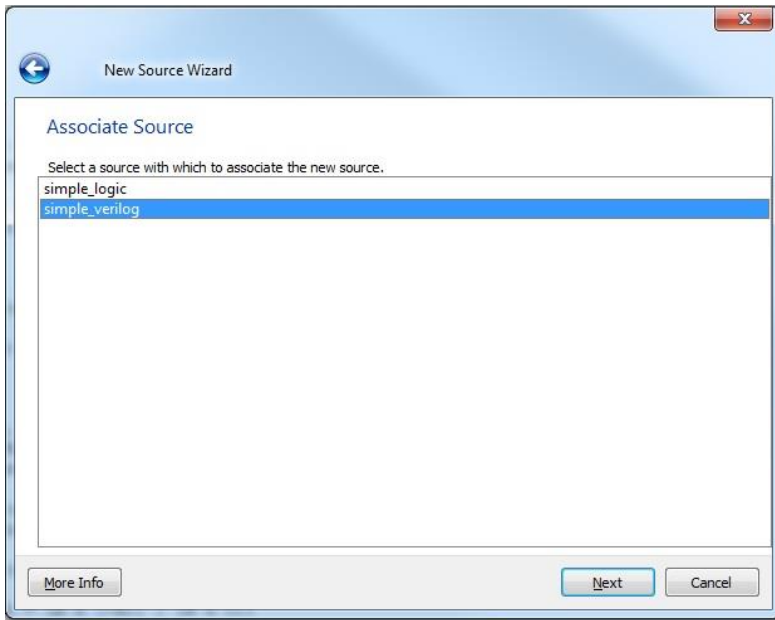 New Source Wizard
Associate Source
Select a source with which to associate the new source.
simple_logic
simple_verilog
More Info
Next
Cancel